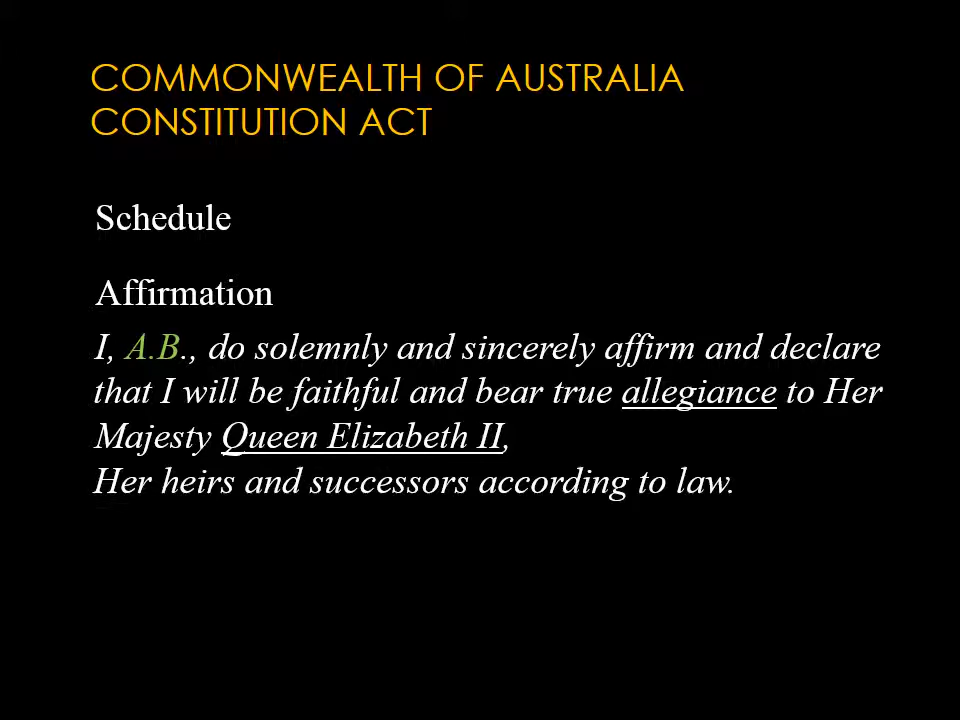 COMMONWEALTH OF AUSTRALIA
CONSTITUTION ACT
Schedule
Affirmation
I, A.B., do solemnly and sincerely affirm and declare
that I will be faithful and bear true allegiance to Her
Majesty Queen Elizabeth II,
Her heirs and successors according to law.